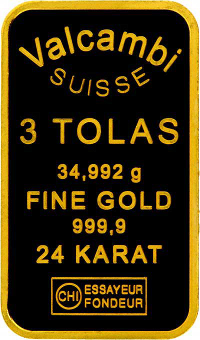 Valcambi
SUISSE
3 TOLAS
34,992 g
FINE GOLD
999,9
24 KARAT
CHI ESSAYEUR
FONDEUR